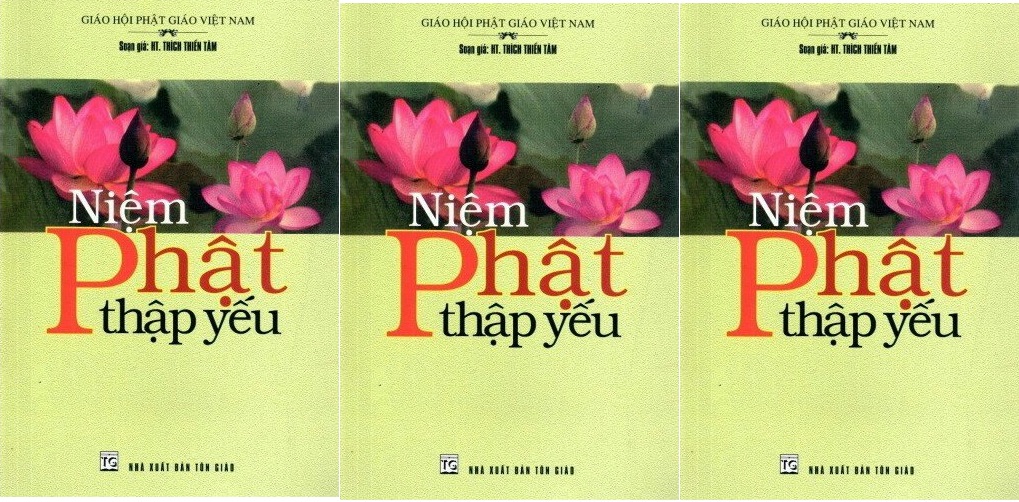 GIÁO HỘI PHẬT GIÁO VIỆT NAM
Soạn giả: HT. THÍCH THIỀN TÂM
Niệm
Phật
thập yếu
TG NHÀ XUẤT BẢN TÔN GIÁO
GIÁO HỘI PHẬT GIÁO VIỆT NAM
Soạn giả: HT. THÍCH THIỀN TÂM
Niệm
Phật
thập yếu
TG NHÀ XUẤT BẢN TÔN GIÁO
GIÁO HỘI PHẬT GIÁO VIỆT NAM
Soạn giả: HT. THÍCH THIỀN TÂM
Niệm
Phật
thập yếu
TG NHÀ XUẤT BẢN TÔN GIÁO